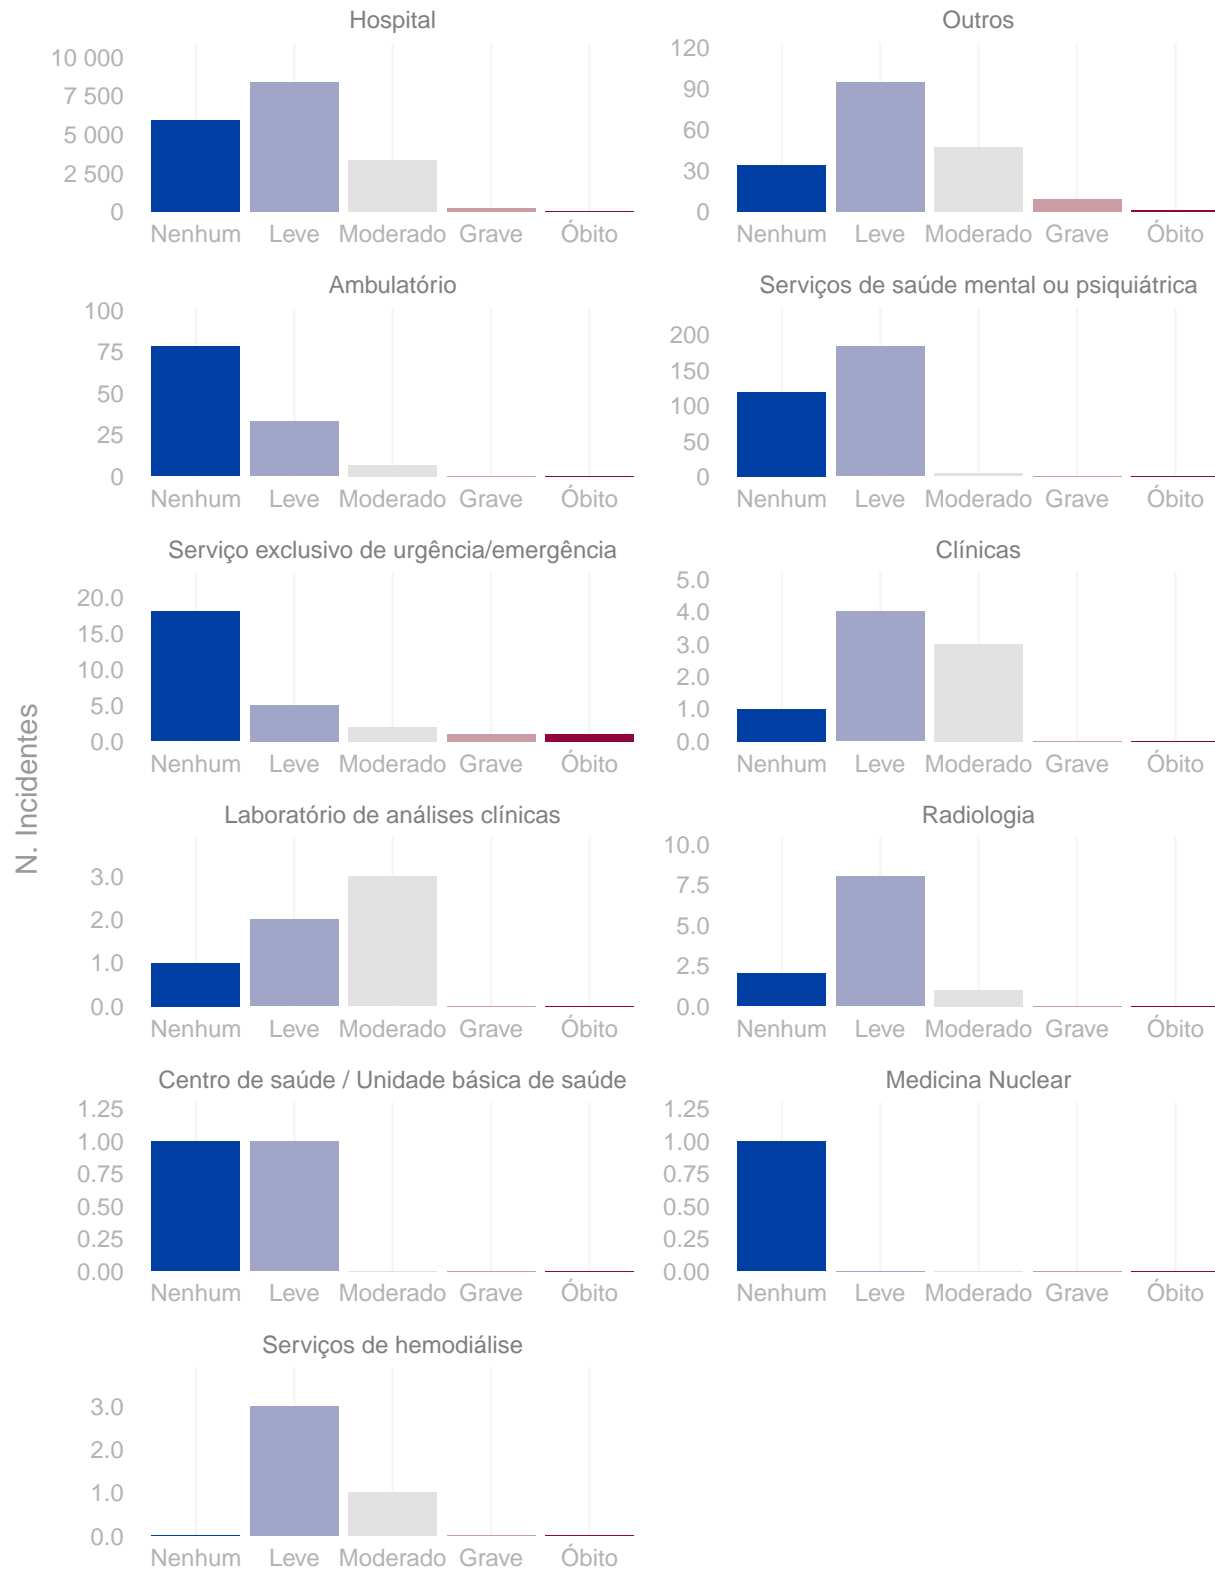 Hospital
10 000
7 500
5 000
2 500
0
Nenhum Leve Moderado Grave Óbito
Outros
120
90
60
30
0
Nenhum Leve Moderado Grave Óbito
Ambulatório
100
75
50
25
0
Nenhum Leve Moderado Grave Óbito
Serviços de saúde mental ou psiquiátrica
200
150
100
50
0
Nenhum Leve Moderado Grave Óbito
Serviço exclusivo de urgência/emergência
20.0
15.0
10.0
5.0
0.0
Nenhum Leve Moderado Grave Óbito
Clínicas
5.0
4.0
3.0
2.0
1.0
0.0
Nenhum Leve Moderado Grave Óbito
N. Incidentes
Laboratório de análises clínicas
3.0
2.0
1.0
0.0
Nenhum Leve Moderado Grave Óbito
Radiologia
10.0
7.5
5.0
2.5
0.0
Nenhum Leve Moderado Grave Óbito
Centro de saúde / Unidade básica de saúde
1.25
1.00
0.75
0.50
0.25
0.00
Nenhum Leve Moderado Grave Óbito
Medicina Nuclear
1.25
1.00
0.75
0.50
0.25
0.00
Nenhum Leve Moderado Grave Óbito
Serviços de hemodiálise
3.0
2.0
1.0
0.0
Nenhum Leve Moderado Grave Óbito